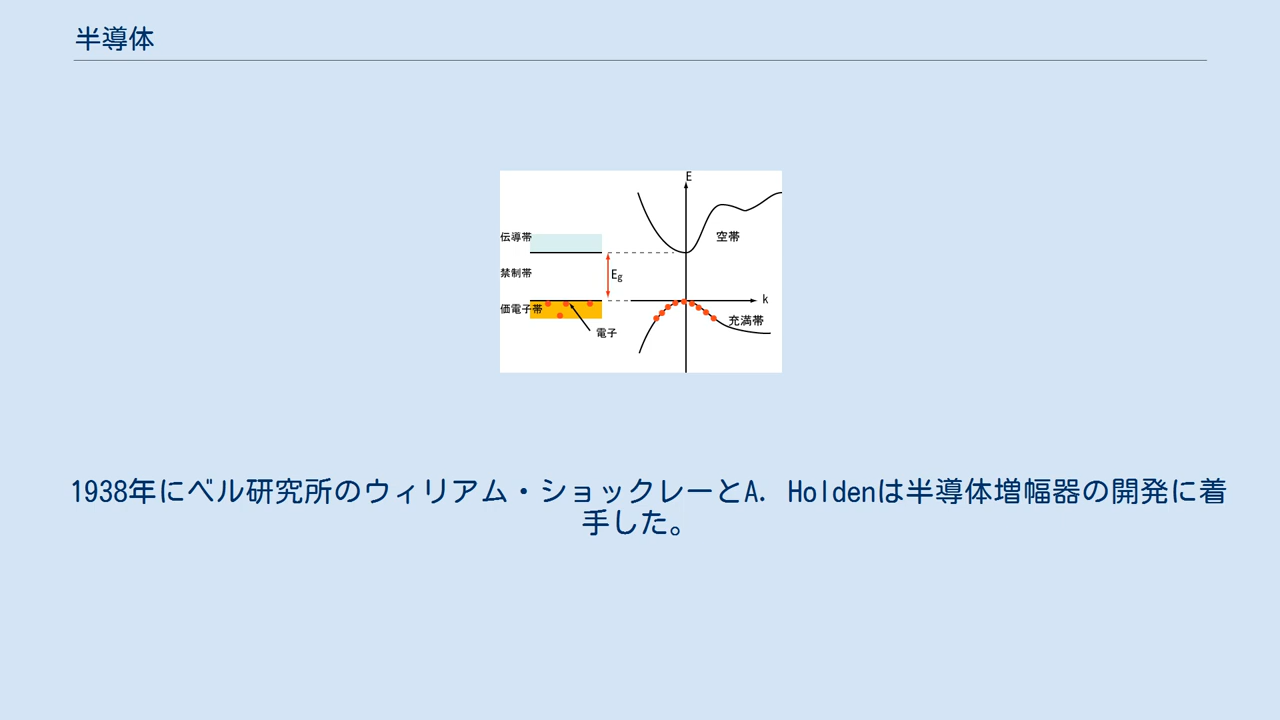 半導体
E
伝導帯
空帯
禁制帯
Eg
k
価電子帯
充満帯
電子
1938年にベル研究所のウィリアム・ショックレーとA. Holdenは半導体増幅器の開発に着
手した。